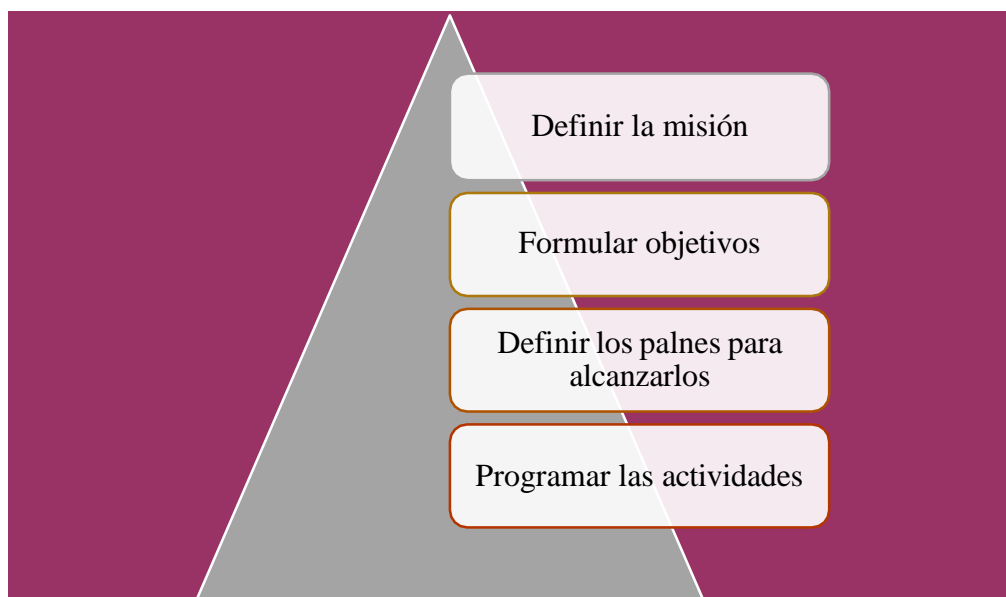 Definir la misión
Formular objetivos
Definir los palnes para
alcanzarlos
Programar las actividades